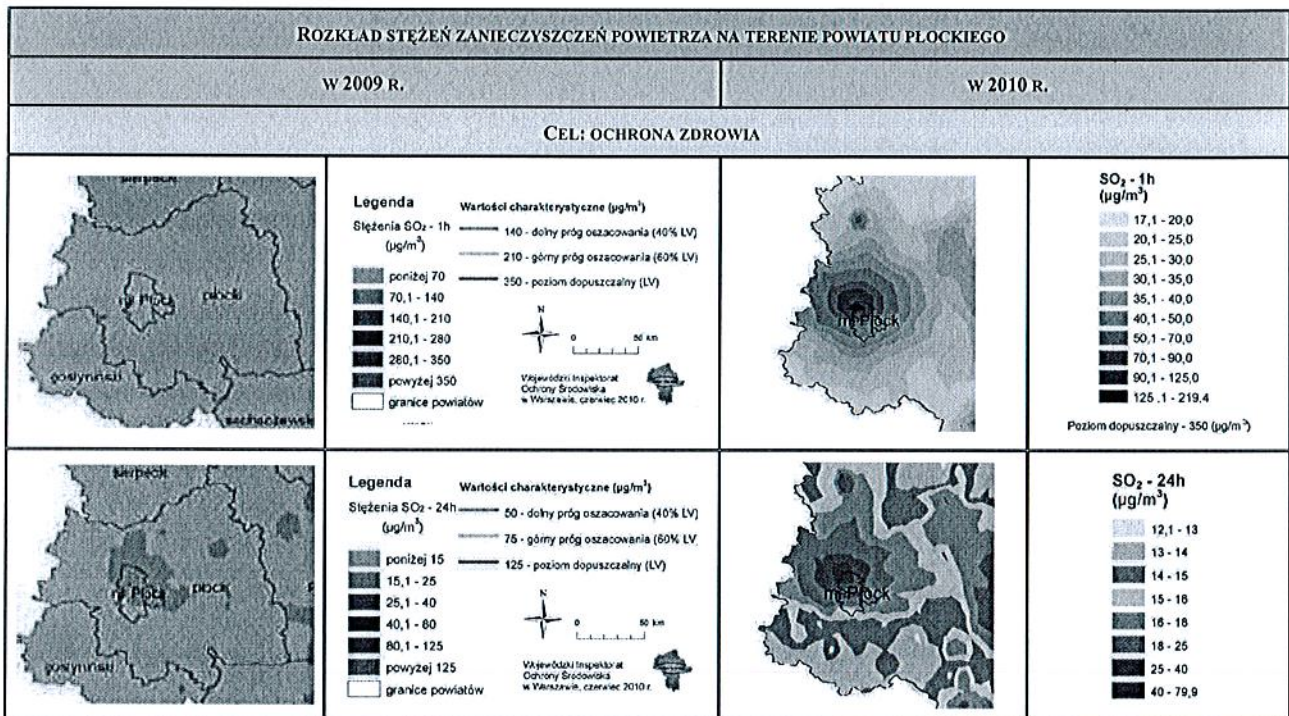 ROZKŁAD STĘŻEŃ ZANIECZYSZCZEŃ POWIETRZA NA TERENIE POWIATU PŁOCKIEGO
W 2009 R.
W 2010 R.
CEL: OCHRONA ZDROWIA
sierpecki
m. Płock
płocki
gostyniński
sochaczewsk
Legenda
Stężenia SO₂ - 1h
(µg/m³)
poniżej 70
70,1 - 140
140,1 - 210
210,1 - 280
280,1 - 350
powyżej 350
granice powiatów
Wartości charakterystyczne (µg/m³)
140 - dolny próg oszacowania (40% LV)
210 - górny próg oszacowania (60% LV)
350 - poziom dopuszczalny (LV)
N
0 50 km
Wojewódzki Inspektorat
Ochrony Środowiska
w Warszawie, czerwiec 2010 r.
m. Płock
SO₂ - 1h
(µg/m³)
17,1 - 20,0
20,1 - 25,0
25,1 - 30,0
30,1 - 35,0
35,1 - 40,0
40,1 - 50,0
50,1 - 70,0
70,1 - 90,0
90,1 - 125,0
125,1 - 219,4
Poziom dopuszczalny - 350 (µg/m³)
sierpecki
m. Płock
płocki
gostyniński
Legenda
Stężenia SO₂ - 24h
(µg/m³)
poniżej 15
15,1 - 25
25,1 - 40
40,1 - 80
80,1 - 125
powyżej 125
granice powiatów
Wartości charakterystyczne (µg/m³)
50 - dolny próg oszacowania (40% LV)
75 - górny próg oszacowania (60% LV
125 - poziom dopuszczalny (LV)
N
0 50 km
Wojewódzki Inspektorat
Ochrony Środowiska
w Warszawie, czerwiec 2010 r.
m. Płock
SO₂ - 24h
(µg/m³)
12,1 - 13
13 - 14
14 - 15
15 - 16
16 - 18
18 - 25
25 - 40
40 - 79,9